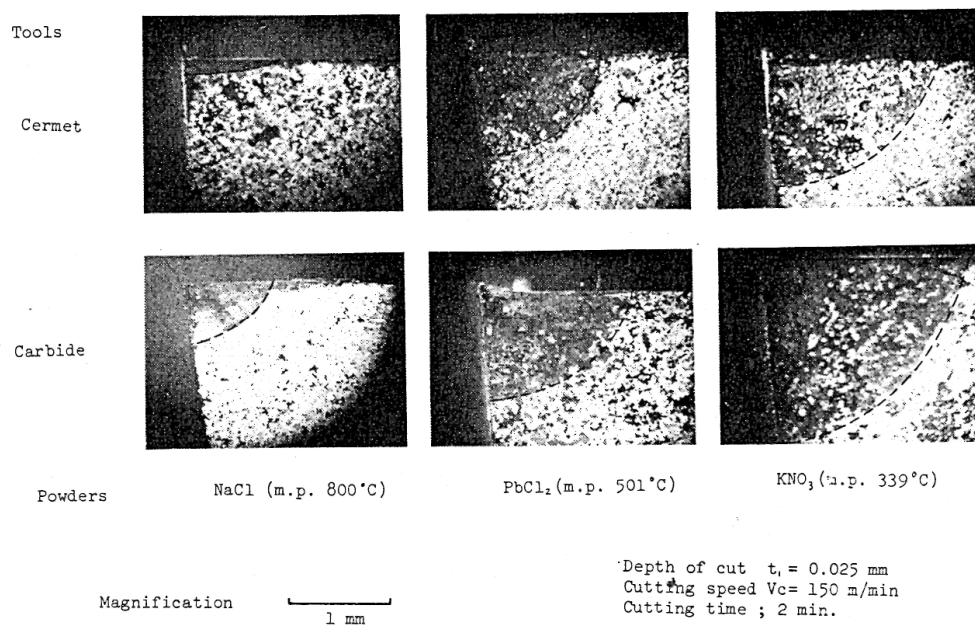 Tools
Cermet
Carbide
Powders
NaCl (m.p. 800°C)
PbCl₂(m.p. 501°C)
KNO₃(m.p. 339°C)
Magnification
1 mm
Depth of cut t₁ = 0.025 mm
Cutting speed Vc= 150 m/min
Cutting time ; 2 min.